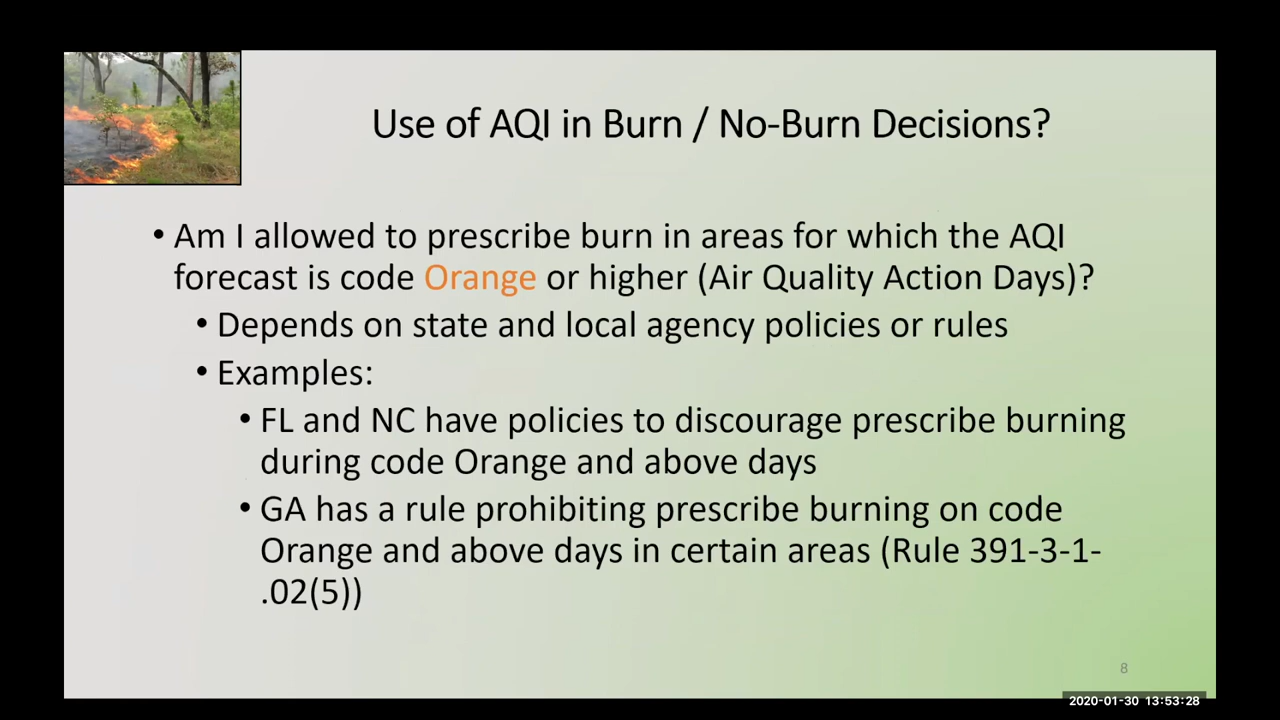 Use of AQI in Burn / No-Burn Decisions?
• Am I allowed to prescribe burn in areas for which the AQI
forecast is code Orange or higher (Air Quality Action Days)?
• Depends on state and local agency policies or rules
• Examples:
• FL and NC have policies to discourage prescribe burning
during code Orange and above days
• GA has a rule prohibiting prescribe burning on code
Orange and above days in certain areas (Rule 391-3-1-
.02(5))
8
2020-01-30 13:53:28